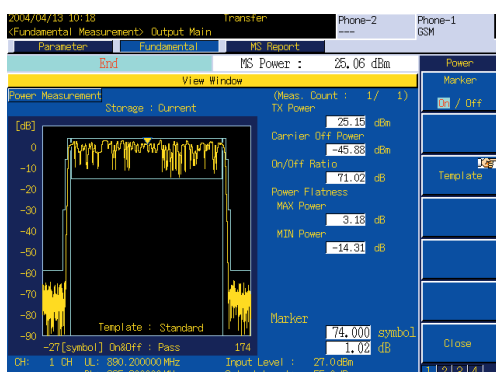 2004/04/13 10:18 Transfer Phone-2 Phone-1
<Fundamental Measurement> Output Main --- GSM
Parameter Fundamental MS Report
End MS Power : 25.06 dBm Power
View Window Marker
Power Measurement (Meas. Count : 1/ 1) On / Off
Storage : Current TX Power
[dB] 25.15 dBm
Carrier Off Power
0 -45.88 dBm
On/Off Ratio
-10 71.02 dB Template
Power Flatness
-20 MAX Power
-30 3.18 dB
MIN Power
-40 -14.31 dB
-50
-60
-70
-80 Marker
Template : Standard 74.000 symbol
-90 1.02 dB Close
-27[symbol] On&Off : Pass 174
CH: 1 CH UL: 890.200000MHz Input Level : 27.0dBm
1 2 3 4